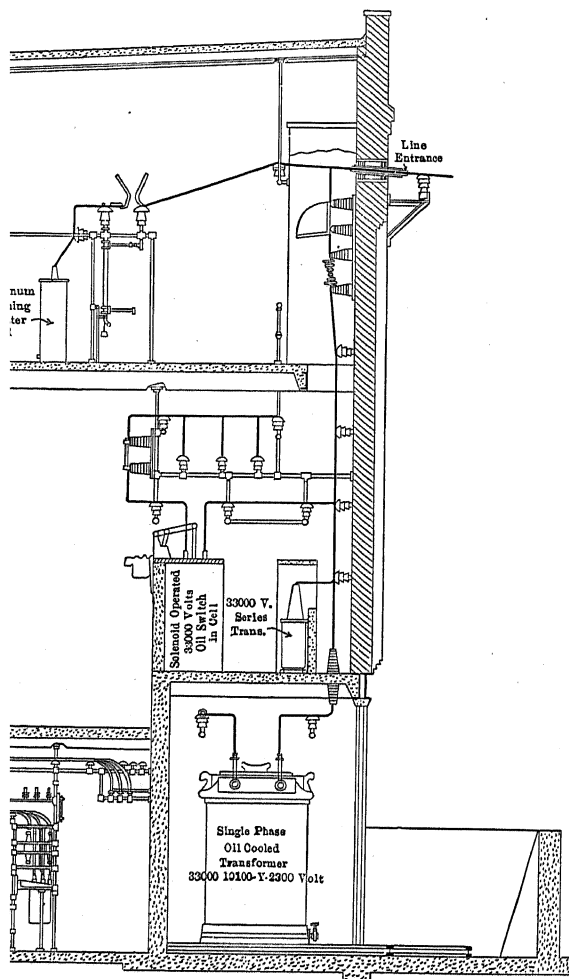 Line
Entrance
Solenoid Operated
33000 Volts
Oil Switch
in Cell
33000 V.
Series
Trans.
Single Phase
Oil Cooled
Transformer
33000 19100-Y-2300 Volt